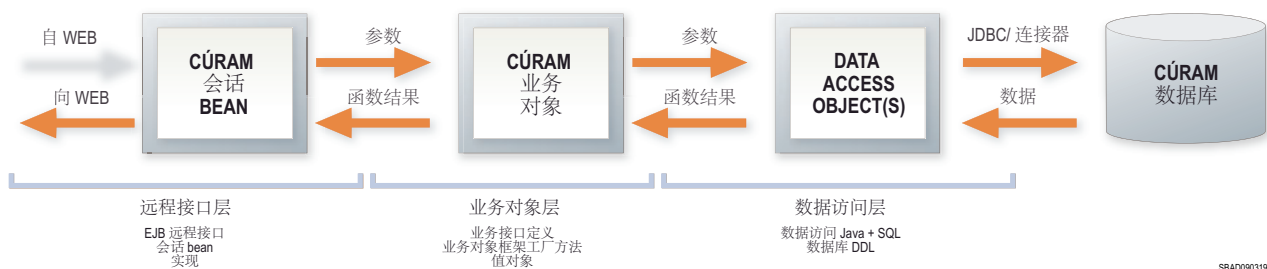 自 WEB
向 WEB
CÚRAM
会话
BEAN
参数
函数结果
CÚRAM
业务
对象
参数
函数结果
DATA
ACCESS
OBJECT(S)
JDBC/ 连接器
数据
CÚRAM
数据库
远程接口层
EJB 远程接口
会话 bean
实现
业务对象层
业务接口定义
业务对象框架工厂方法
值对象
数据访问层
数据访问 Java + SQL
数据库 DDL
SBAD090319